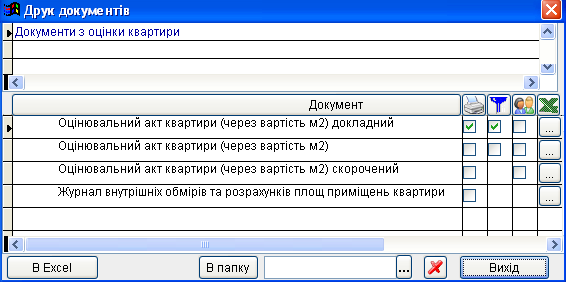 Друк документів
Документи з оцінки квартири
Документ
Оцінювальний акт квартири (через вартість м2) докладний
...
Оцінювальний акт квартири (через вартість м2)
...
Оцінювальний акт квартири (через вартість м2) скорочений
...
Журнал внутрішніх обмірів та розрахунків площ приміщень квартири
...
В Excel
В папку
...
Вихід